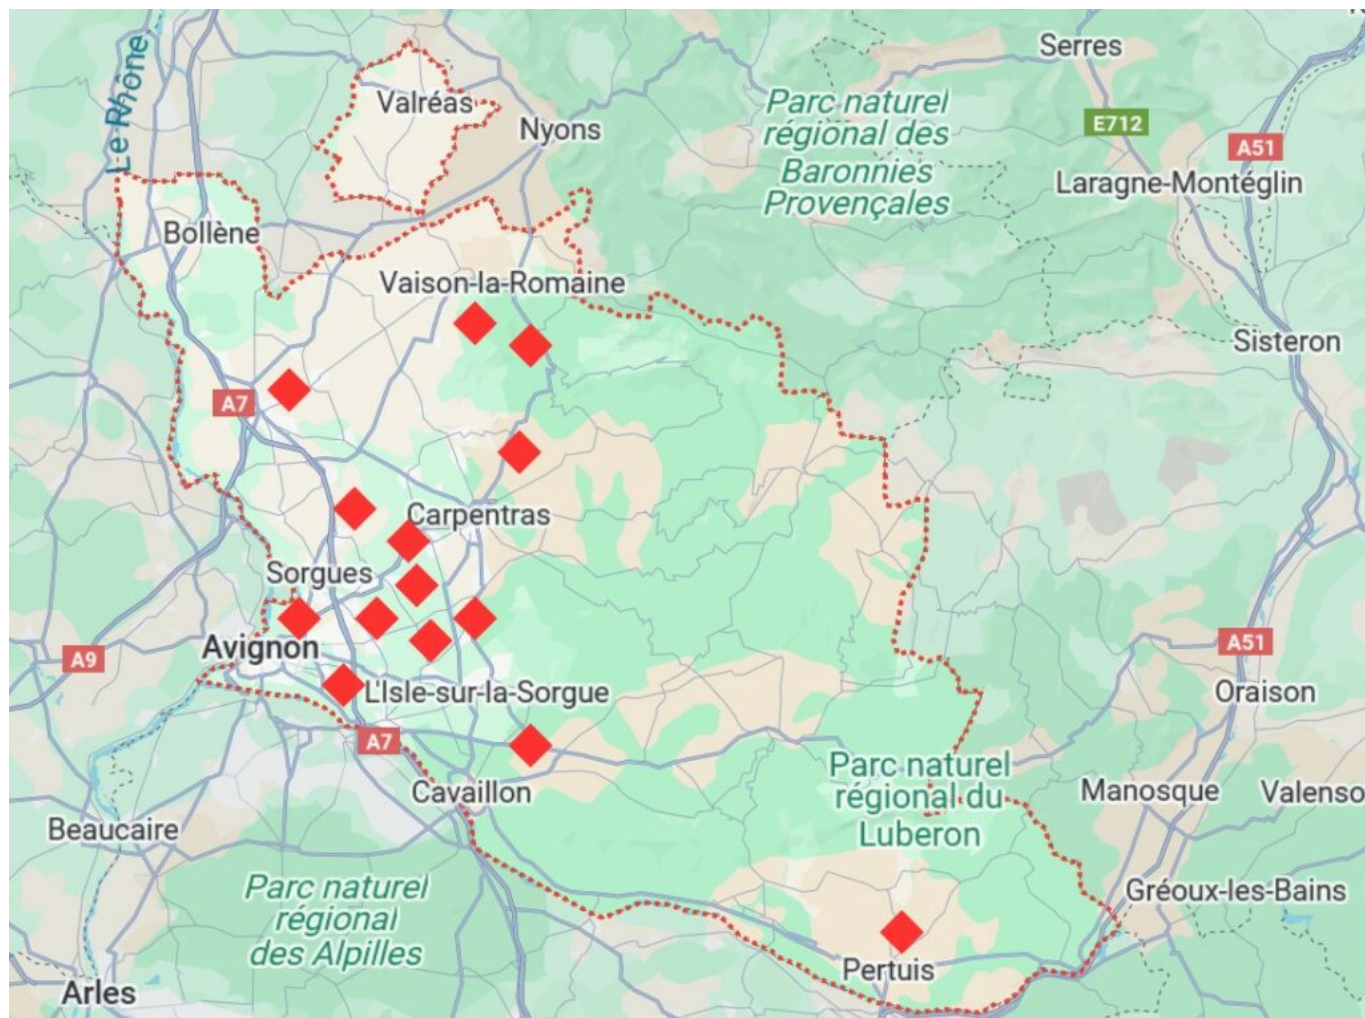 Serres
Le Rhône
Valréas
Parc naturel
régional des
Baronnies
Provençales
E712
Nyons
A51
Laragne-Montéglin
Bollène
Vaison-la-Romaine
Sisteron
A7
Carpentras
Sorgues
Avignon
A9
A51
L'Isle-sur-la-Sorgue
Oraison
A7
Parc naturel
régional du
Luberon
Cavaillon
Manosque
Valenso
Beaucaire
Parc naturel
régional
des Alpilles
Gréoux-les-Bains
Pertuis
Arles